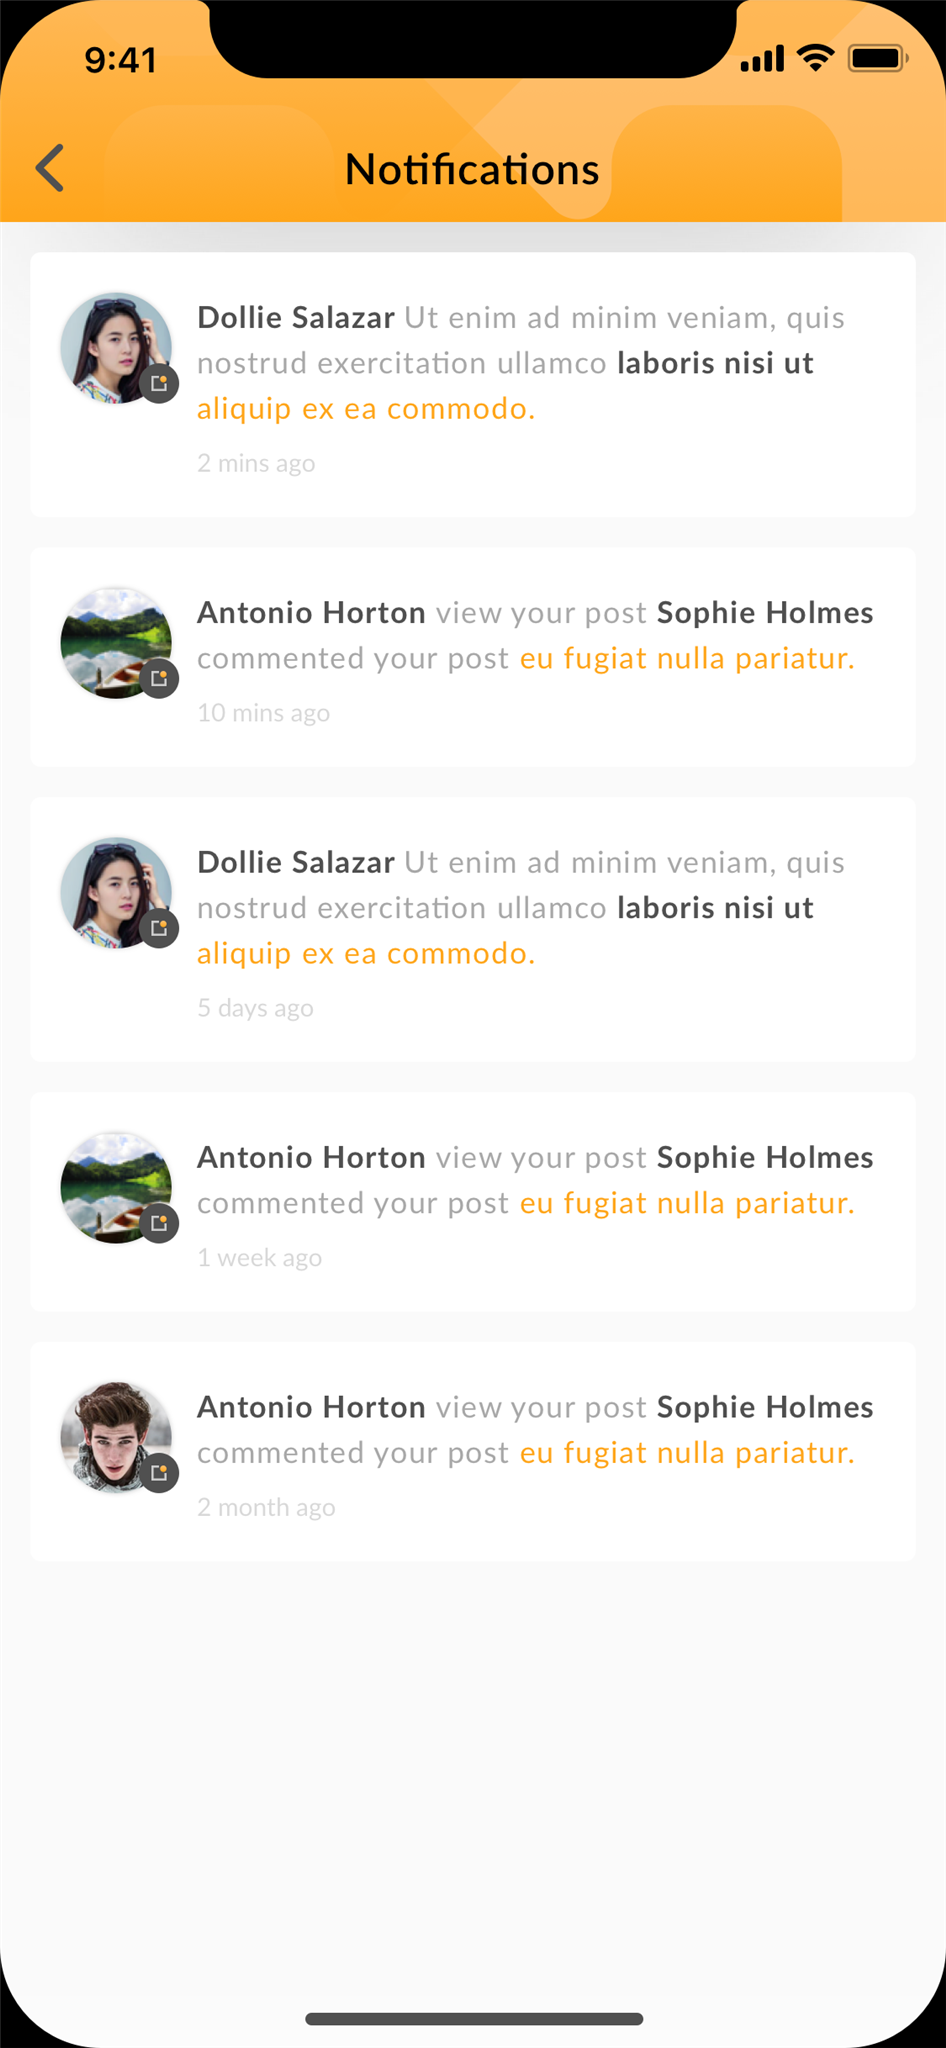 9:41
Notifications
Dollie Salazar Ut enim ad minim veniam, quis
nostrud exercitation ullamco laboris nisi ut
aliquip ex ea commodo.
2 mins ago
Antonio Horton view your post Sophie Holmes
commented your post eu fugiat nulla pariatur.
10 mins ago
Dollie Salazar Ut enim ad minim veniam, quis
nostrud exercitation ullamco laboris nisi ut
aliquip ex ea commodo.
5 days ago
Antonio Horton view your post Sophie Holmes
commented your post eu fugiat nulla pariatur.
1 week ago
Antonio Horton view your post Sophie Holmes
commented your post eu fugiat nulla pariatur.
2 month ago